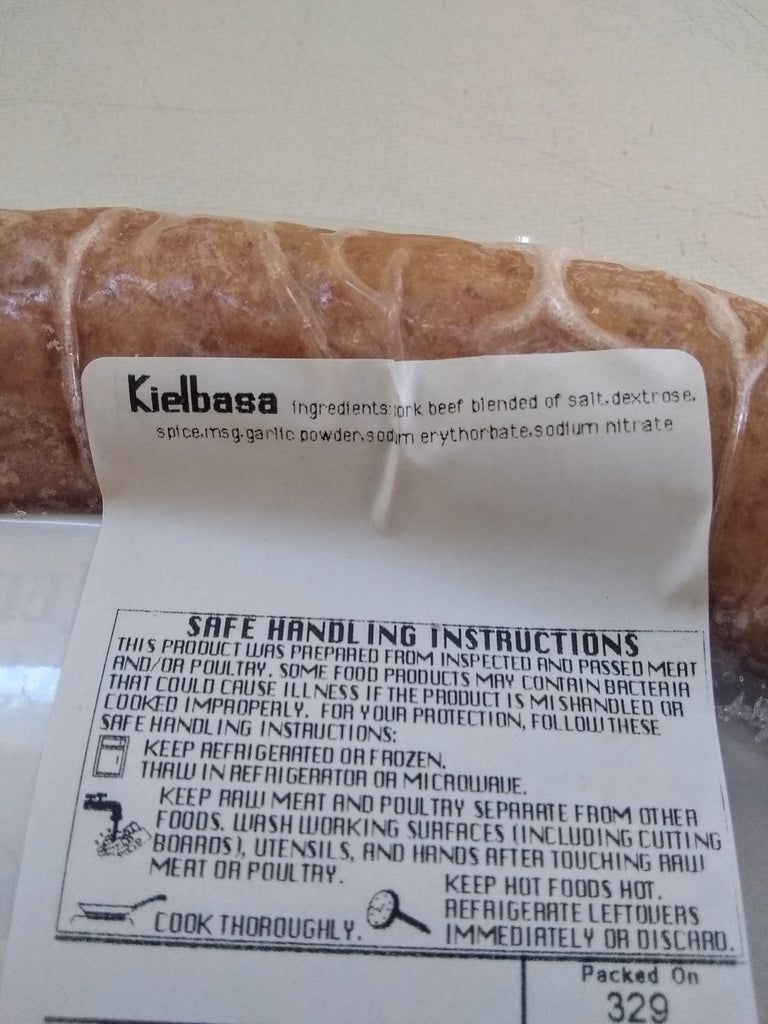 Kielbasa ingredients: ork beef blended of salt,dextrose,
spice,msg,garlic powder,sodim erythorbate,sodium nitrate
SAFE HANDLING INSTRUCTIONS
THIS PRODUCT WAS PREPARED FROM INSPECTED AND PASSED MEAT
AND/OR POULTRY. SOME FOOD PRODUCTS MAY CONTAIN BACTERIA
THAT COULD CAUSE ILLNESS IF THE PRODUCT IS MISHANDLED OR
COOKED IMPROPERLY. FOR YOUR PROTECTION, FOLLOW THESE
SAFE HANDLING INSTRUCTIONS:
KEEP REFRIGERATED OR FROZEN.
THAW IN REFRIGERATOR OR MICROWAVE.
KEEP RAW MEAT AND POULTRY SEPARATE FROM OTHER
FOODS. WASH WORKING SURFACES (INCLUDING CUTTING
BOARDS), UTENSILS, AND HANDS AFTER TOUCHING RAW
MEAT OR POULTRY.
COOK THOROUGHLY.
KEEP HOT FOODS HOT.
REFRIGERATE LEFTOVERS
IMMEDIATELY OR DISCARD.
Packed On
329